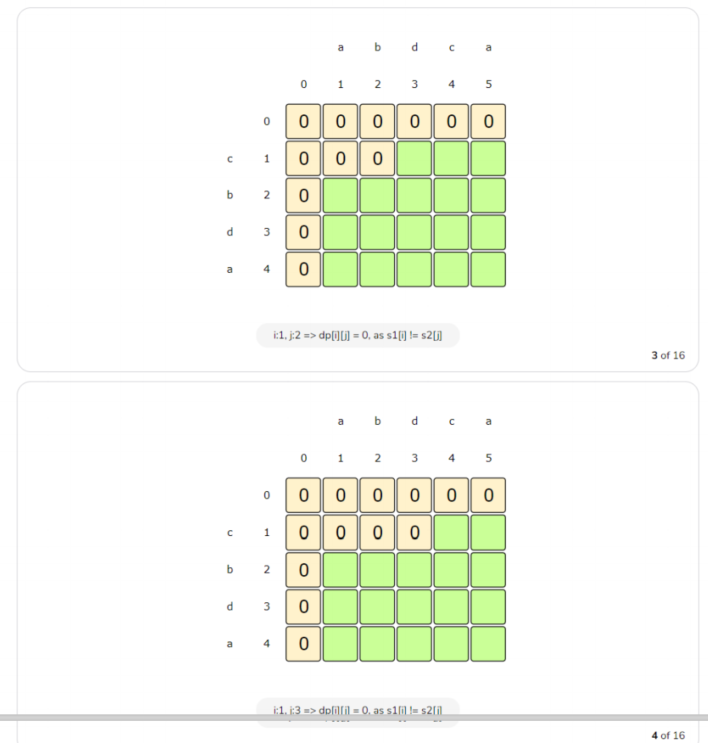 a b d c a
0 1 2 3 4 5
0 0 0 0 0 0 0
c 1 0 0 0
b 2 0
d 3 0
a 4 0
i:1, j:2 => dp[i][j] = 0, as s1[i] != s2[j]
3 of 16
a b d c a
0 1 2 3 4 5
0 0 0 0 0 0 0
c 1 0 0 0 0
b 2 0
d 3 0
a 4 0
i:1, j:3 => dp[i][j] = 0, as s1[i] != s2[j]
4 of 16